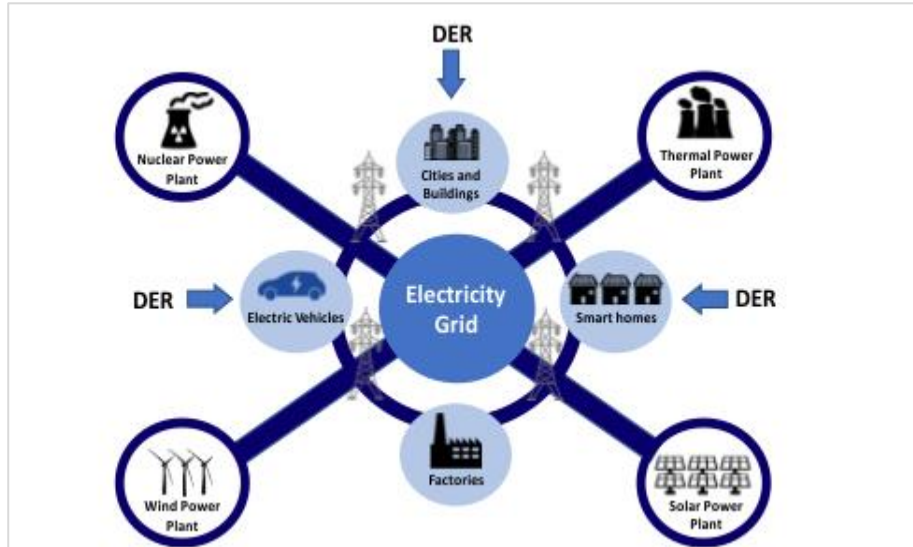 DER
Nuclear Power
Plant
Cities and
Buildings
Thermal Power
Plant
DER
Electric Vehicles
Electricity
Grid
Smart homes
DER
Wind Power
Plant
Factories
Solar Power
Plant